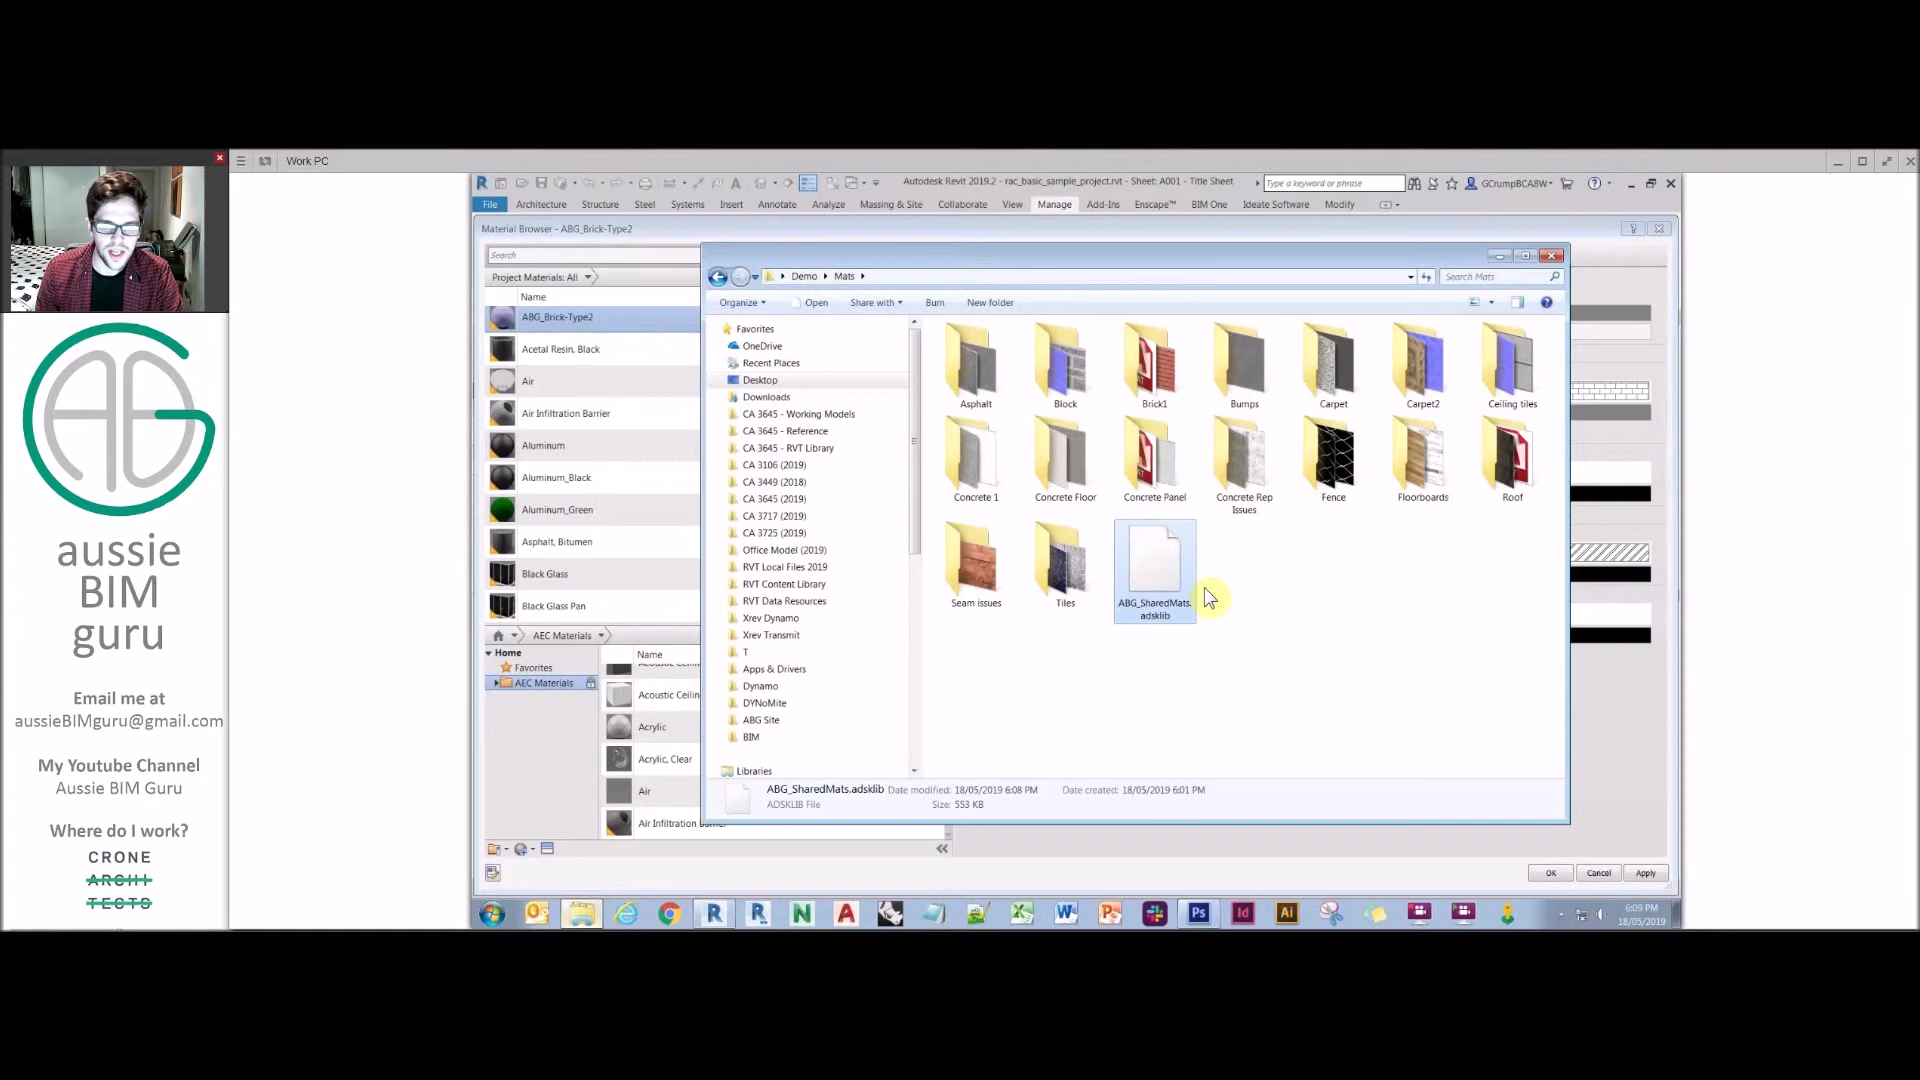 Work PC
Autodesk Revit 2019.2 - rac_basic_sample_project.rvt - Sheet: A001 - Title Sheet
Type a keyword or phrase
GCrumpBCA8W
File
Architecture
Structure
Steel
Systems
Insert
Annotate
Analyze
Massing & Site
Collaborate
View
Manage
Add-Ins
Enscape™
BIM One
Ideate Software
Modify
Material Browser - ABG_Brick-Type2
Search
Project Materials: All
Name
ABG_Brick-Type2
Acetal Resin, Black
Air
Air Infiltration Barrier
Aluminum
Aluminum_Black
Aluminum_Green
Asphalt, Bitumen
Black Glass
Black Glass Pan
AEC Materials
Home
Favorites
AEC Materials
Name
Acoustic Ceilin
Acrylic
Acrylic, Clear
Air
Air Infiltration Barrier
Demo
Mats
Search Mats
Organize
Open
Share with
Burn
New folder
Favorites
OneDrive
Recent Places
Desktop
Downloads
CA 3645 - Working Models
CA 3645 - Reference
CA 3645 - RVT Library
CA 3106 (2019)
CA 3449 (2018)
CA 3645 (2019)
CA 3717 (2019)
CA 3725 (2019)
Office Model (2019)
RVT Local Files 2019
RVT Content Library
RVT Data Resources
Xrev Dynamo
Xrev Transmit
T
Apps & Drivers
Dynamo
DYNoMite
ABG Site
BIM
Libraries
Asphalt
Block
Brick1
Bumps
Carpet
Carpet2
Ceiling tiles
Concrete 1
Concrete Floor
Concrete Panel
Concrete Rep
Issues
Fence
Floorboards
Roof
Seam issues
Tiles
ABG_SharedMats.
adsklib
ABG_SharedMats.adsklib
Date modified: 18/05/2019 6:08 PM
Date created: 18/05/2019 6:01 PM
ADSKLIB File
Size: 553 KB
OK
Cancel
Apply
6:09 PM
18/05/2019
aussie
BIM
guru
Email me at
aussieBIMguru@gmail.com
My Youtube Channel
Aussie BIM Guru
Where do I work?
CRONE
ARCHI
TECTS